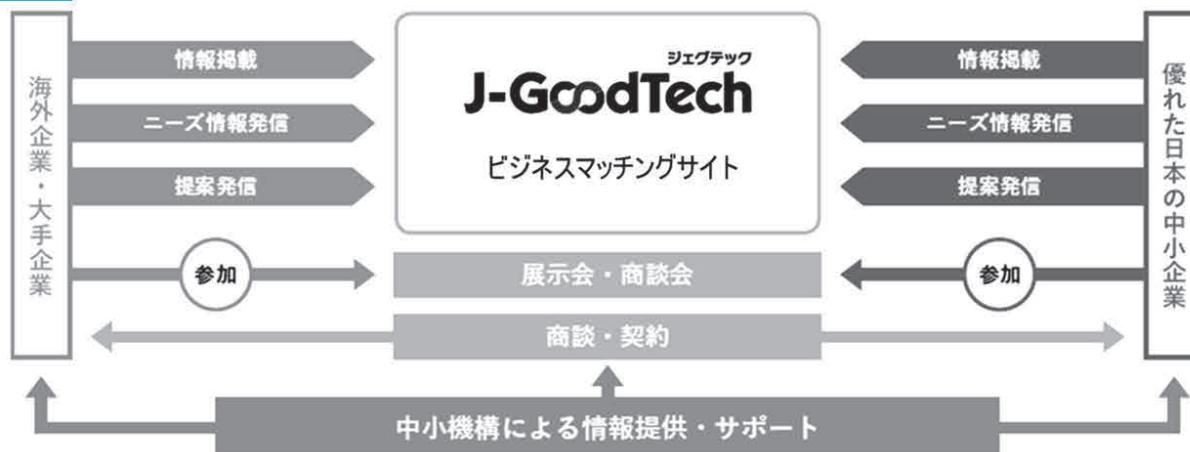 海外企業・大手企業
情報掲載
ニーズ情報発信
提案発信
参加
ジェグテック
J-GoodTech
ビジネスマッチングサイト
展示会・商談会
商談・契約
情報掲載
ニーズ情報発信
提案発信
参加
優れた日本の中小企業
中小機構による情報提供・サポート